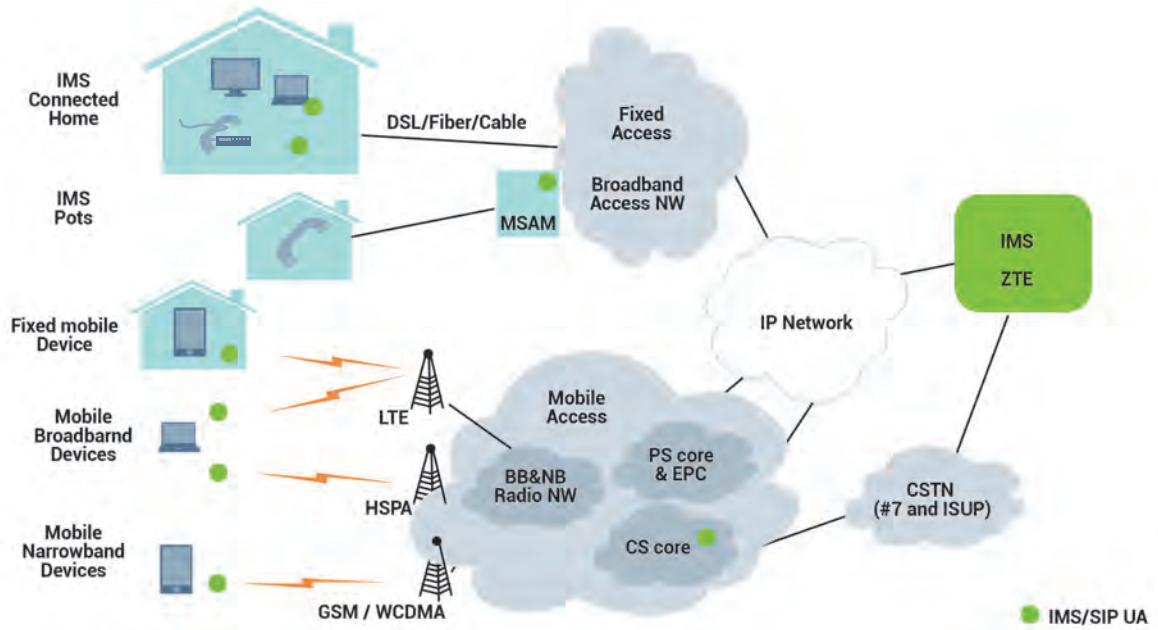 IMS
Connected
Home
DSL/Fiber/Cable
Fixed
Access
Broadband
Access NW
IMS
Pots
MSAM
IMS
ZTE
IP Network
Fixed mobile
Device
LTE
Mobile
Access
Mobile
Broadbarnd
Devices
PS core
& EPC
BB&NB
Radio NW
HSPA
CSTN
(#7 and ISUP)
CS core
Mobile
Narrowband
Devices
GSM / WCDMA
IMS/SIP UA